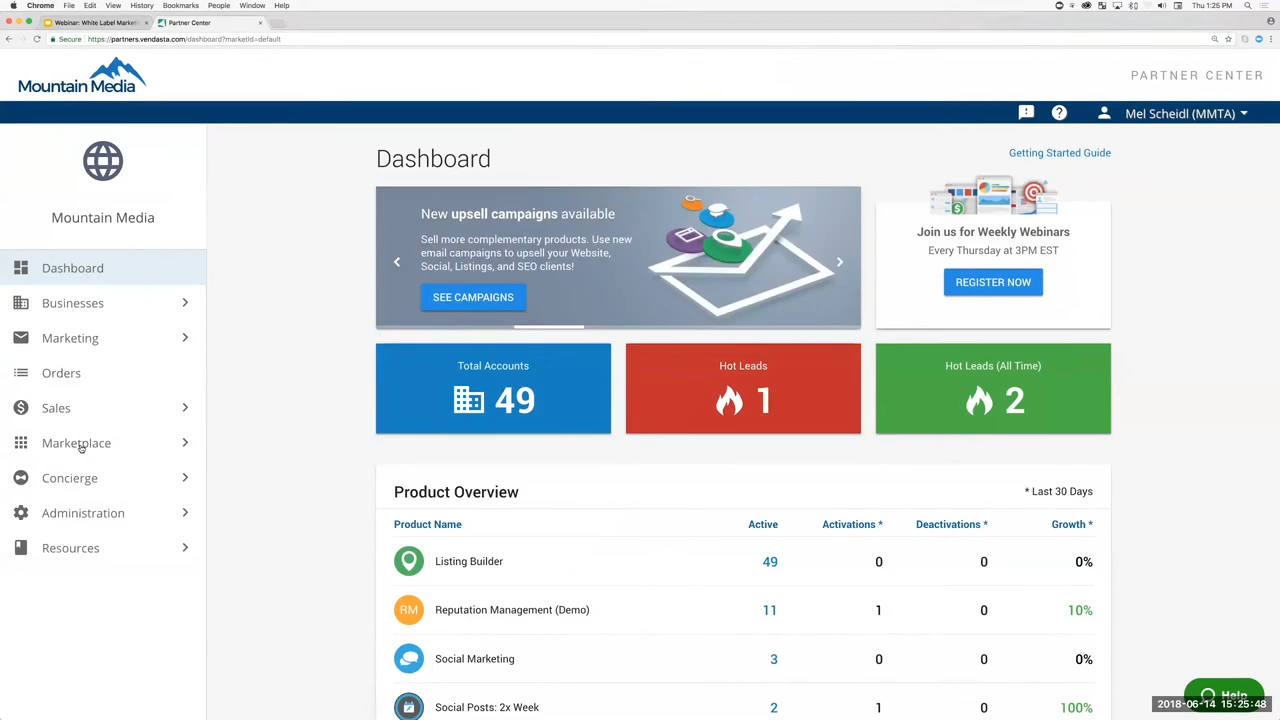 Chrome File Edit View History Bookmarks People Window Help
Thu 1:25 PM
Webinar: White Label Market × Partner Center ×
Secure https://partners.vendasta.com/dashboard?marketId=default
Mountain Media
PARTNER CENTER
Mel Scheidl (MMTA)
Mountain Media
Dashboard
Businesses
Marketing
Orders
Sales
Marketplace
Concierge
Administration
Resources
Dashboard
Getting Started Guide
New upsell campaigns available
Sell more complementary products. Use new
email campaigns to upsell your Website,
Social, Listings, and SEO clients!
SEE CAMPAIGNS
Join us for Weekly Webinars
Every Thursday at 3PM EST
REGISTER NOW
Total Accounts
49
Hot Leads
1
Hot Leads (All Time)
2
Product Overview
* Last 30 Days
Product Name Active Activations * Deactivations * Growth *
Listing Builder 49 0 0 0%
RM Reputation Management (Demo) 11 1 0 10%
Social Marketing 3 0 0 0%
Social Posts: 2x Week 2 1 0 100%
Help
2018-06-14 15:25:48